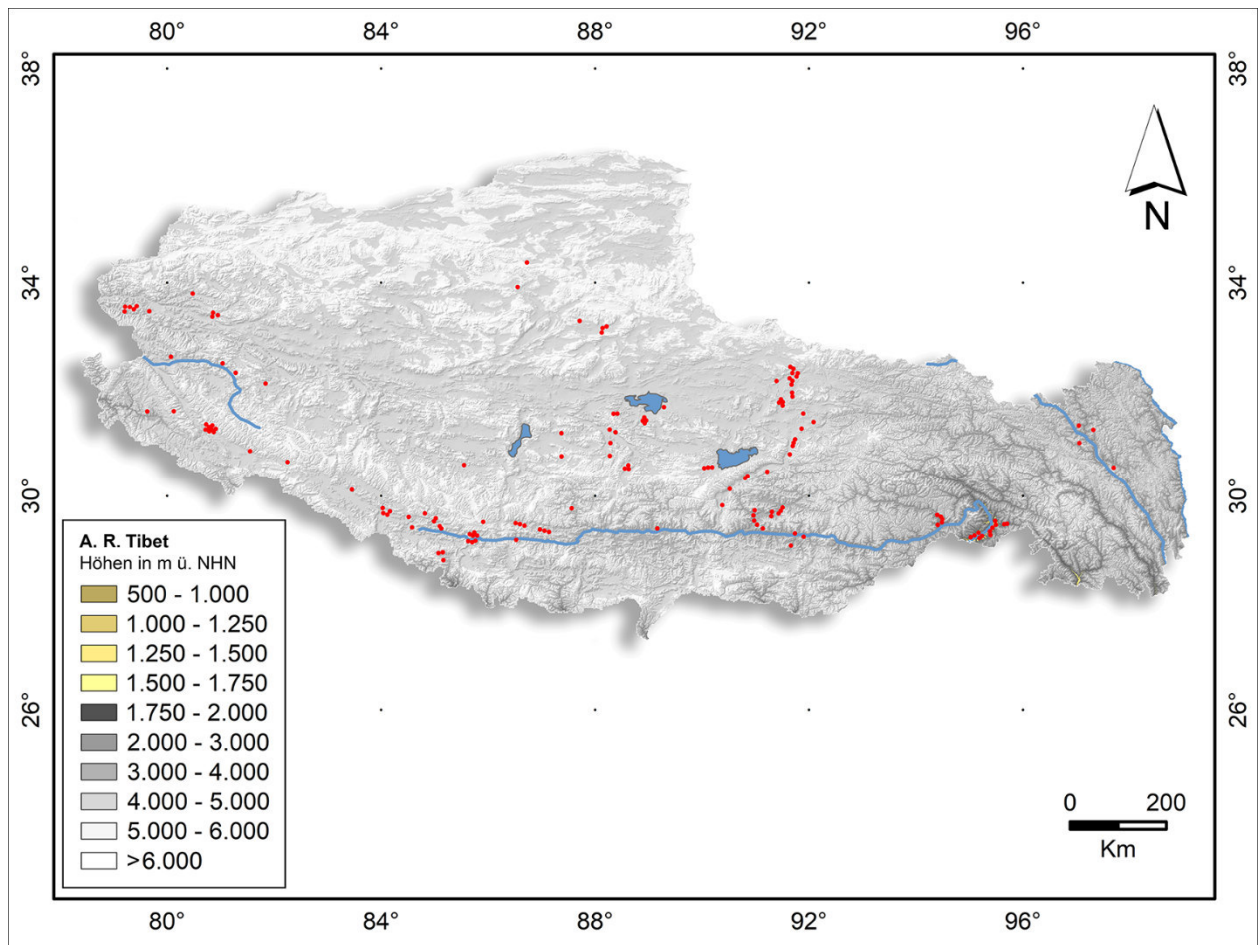 80° 84° 88° 92° 96°
38° 38°
N
34° 34°
30° 30°
A. R. Tibet
Höhen in m ü. NHN
500 - 1.000
1.000 - 1.250
1.250 - 1.500
1.500 - 1.750
1.750 - 2.000
2.000 - 3.000
3.000 - 4.000
4.000 - 5.000
5.000 - 6.000
>6.000
26° 26°
0 200
Km
80° 84° 88° 92° 96°